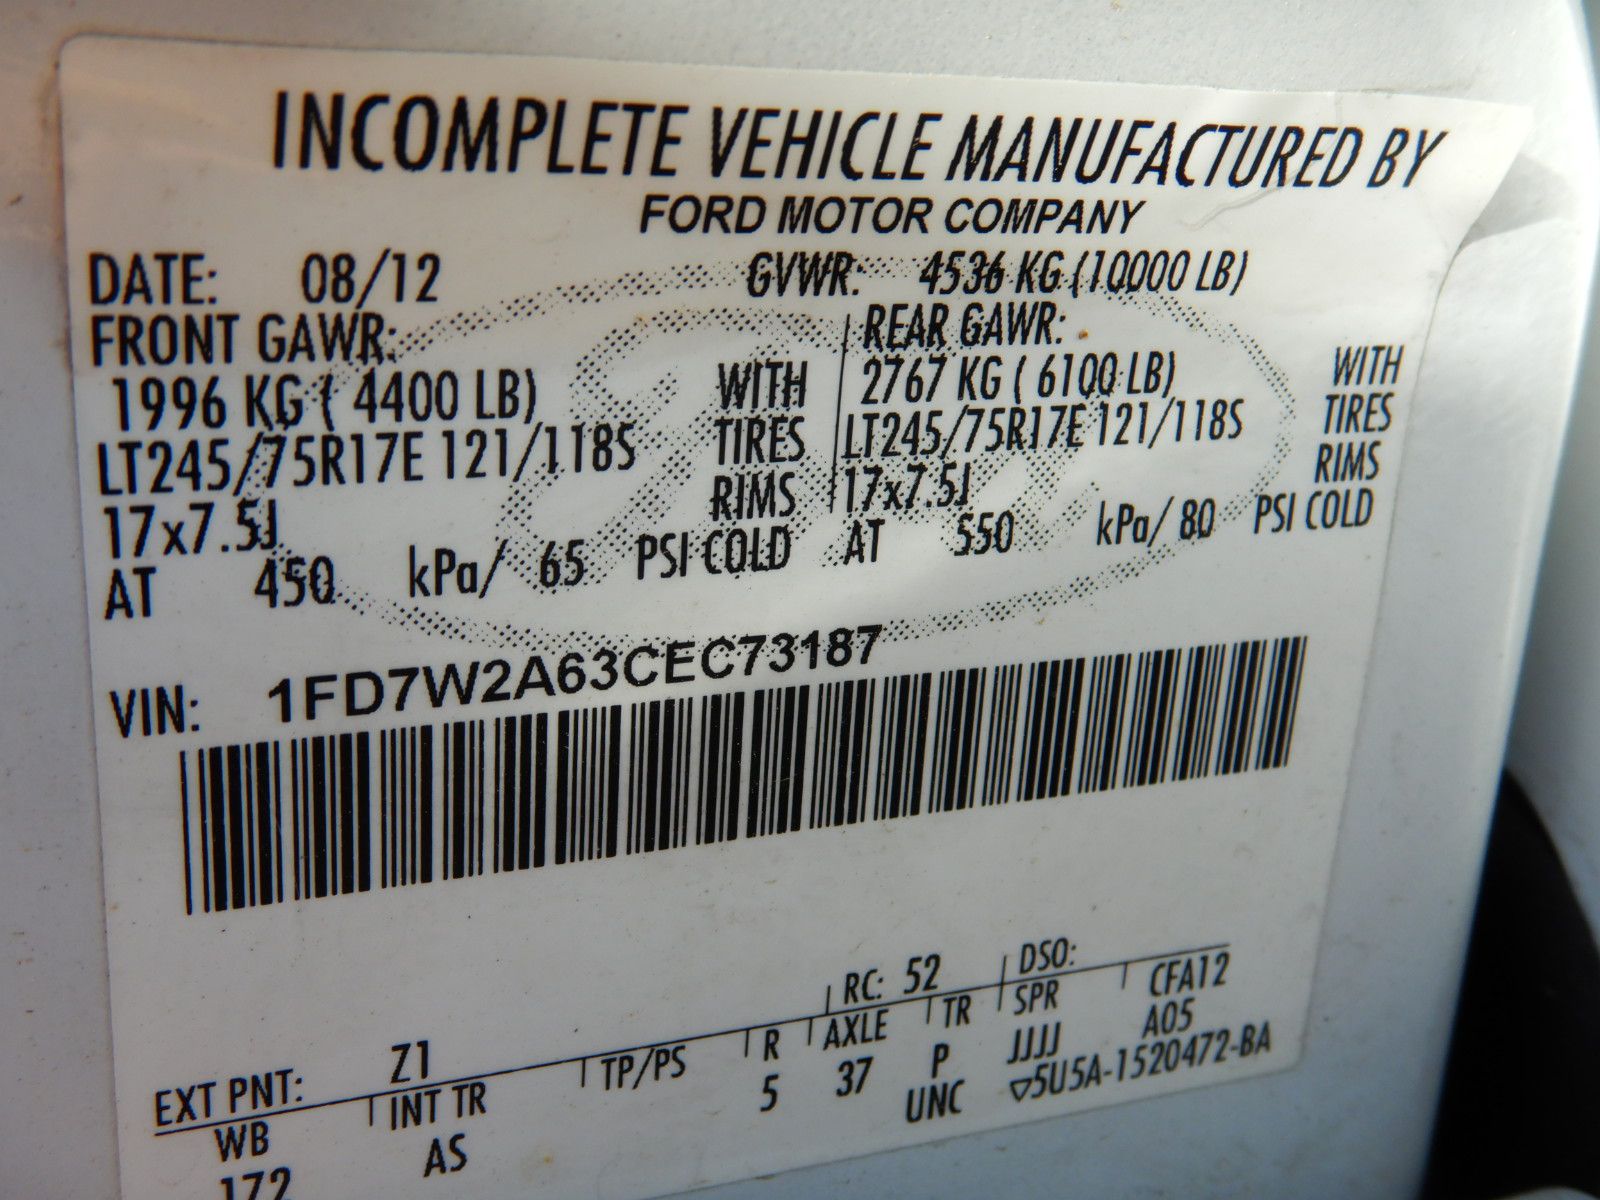 INCOMPLETE VEHICLE MANUFACTURED BY
FORD MOTOR COMPANY
DATE: 08/12 GVWR: 4536 KG (10000 LB)
FRONT GAWR: REAR GAWR:
1996 KG ( 4400 LB) WITH 2767 KG ( 6100 LB) WITH
LT245/75R17E 121/118S TIRES LT245/75R17E 121/118S TIRES
17x7.5J RIMS 17x7.5J RIMS
AT 450 kPa/ 65 PSI COLD AT 550 kPa/ 80 PSI COLD
VIN: 1FD7W2A63CEC73187
EXT PNT: Z1 RC: 52 DSO:
WB INT TR TP/PS R AXLE TR SPR CFA12
172 AS 5 37 P JJJJ A05
UNC ▽5U5A-1520472-BA